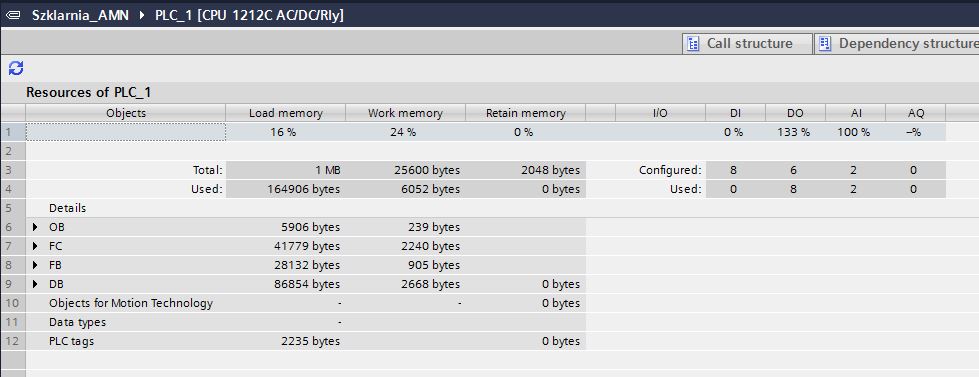 Szklarnia_AMN PLC_1 [CPU 1212C AC/DC/Rly]
Call structure Dependency structure
Resources of PLC_1
Objects Load memory Work memory Retain memory I/O DI DO AI AQ
1 16 % 24 % 0 % 0 % 133 % 100 % -%
2
3 Total: 1 MB 25600 bytes 2048 bytes Configured: 8 6 2 0
4 Used: 164906 bytes 6052 bytes 0 bytes Used: 0 8 2 0
5 Details
6 OB 5906 bytes 239 bytes
7 FC 41779 bytes 2240 bytes
8 FB 28132 bytes 905 bytes
9 DB 86854 bytes 2668 bytes 0 bytes
10 Objects for Motion Technology - - 0 bytes
11 Data types -
12 PLC tags 2235 bytes 0 bytes